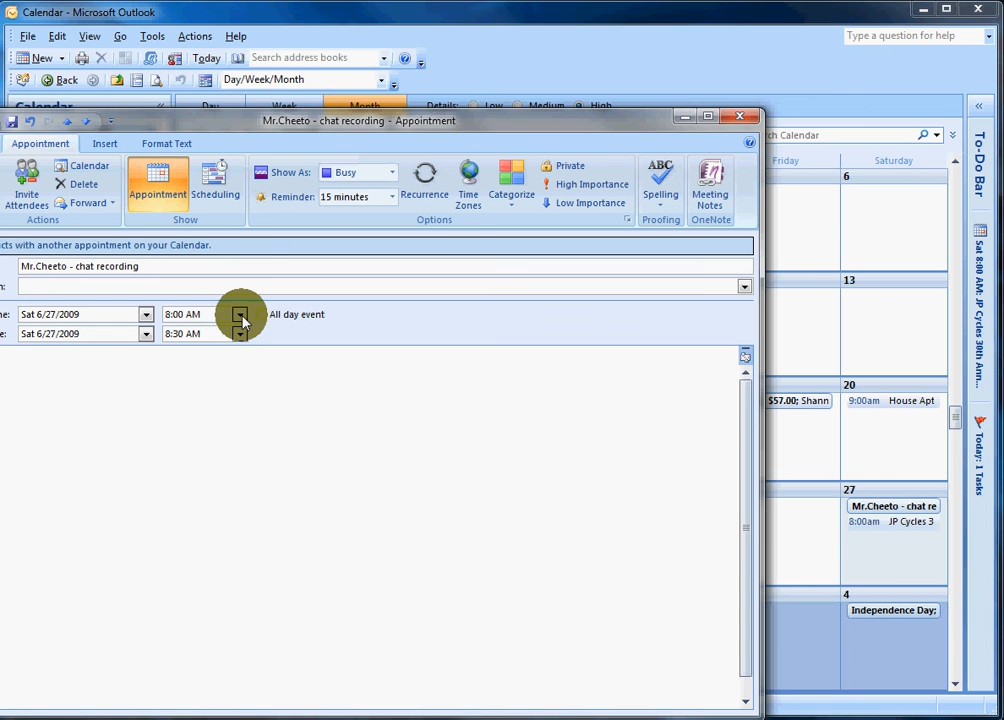 Calendar - Microsoft Outlook
File Edit View Go Tools Actions Help
Type a question for help
New Today Search address books
Back Day/Week/Month
Calendar Day Week Month Details: Low Medium High
Mr.Cheeto - chat recording - Appointment
ch Calendar
Appointment Insert Format Text
Friday Saturday
Invite Attendees
Calendar
Delete
Forward
Actions
Appointment Scheduling
Show
Show As: Busy
Reminder: 15 minutes
Recurrence
Time Zones
Categorize
Private
High Importance
Low Importance
Options
Spelling
Proofing
Meeting Notes
OneNote
cts with another appointment on your Calendar.
Mr.Cheeto - chat recording
n:
me: Sat 6/27/2009 8:00 AM All day event
e: Sat 6/27/2009 8:30 AM
6
13
20
$57.00; Shann
9:00am House Apt
27
Mr.Cheeto - chat re
8:00am JP Cycles 3
4
Independence Day;
To-Do Bar
Sat 8:00 AM: JP Cycles 30th Ann...
Today: 1 Tasks